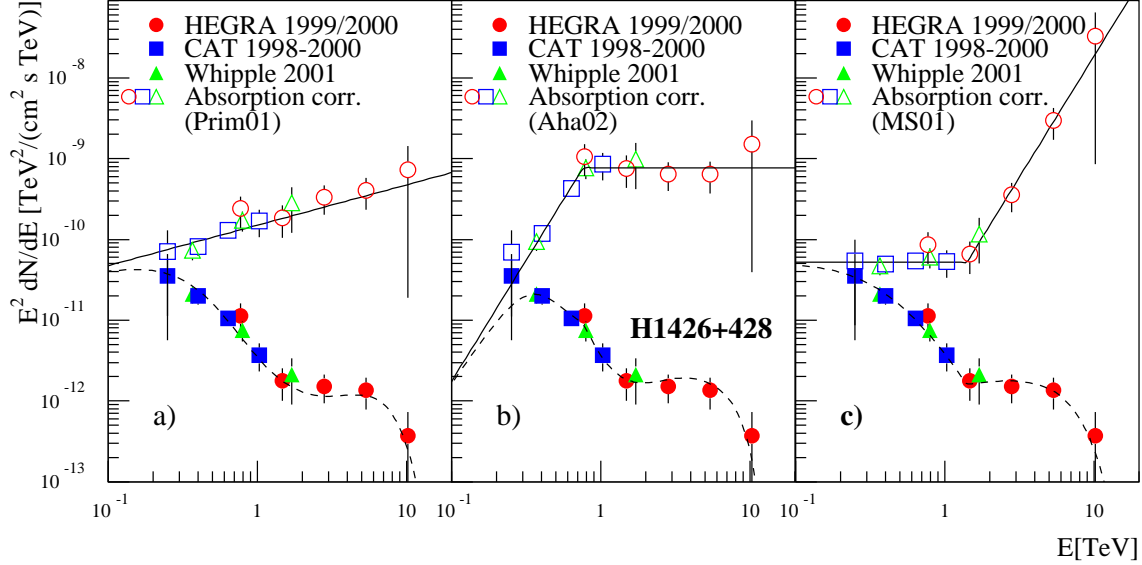 E² dN/dE [TeV²/(cm² s TeV)]
10⁻⁸
10⁻⁹
10⁻¹⁰
10⁻¹¹
10⁻¹²
10⁻¹³
HEGRA 1999/2000
CAT 1998-2000
Whipple 2001
Absorption corr.
(Prim01)
a)
HEGRA 1999/2000
CAT 1998-2000
Whipple 2001
Absorption corr.
(Aha02)
H1426+428
b)
HEGRA 1999/2000
CAT 1998-2000
Whipple 2001
Absorption corr.
(MS01)
c)
10⁻¹ 1 10 10⁻¹ 1 10 10⁻¹ 1 10
E[TeV]